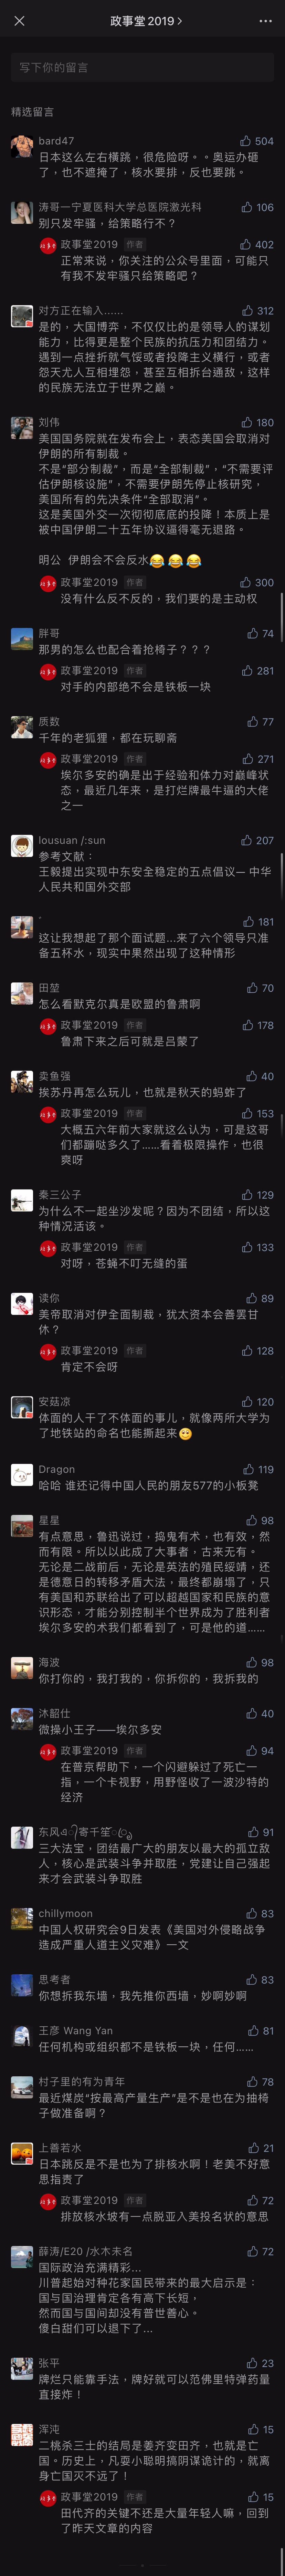 政事堂2019
写下你的留言
精选留言
bard47 504
日本这么左右横跳，很危险呀。。奥运办砸
了，也不遮掩了，核水要排，反也要跳。
涛哥一宁夏医科大学总医院激光科 106
别只发牢骚，给策略行不？
政事堂2019 作者 402
正常来说，你关注的公众号里面，可能只
有我不发牢骚只给策略吧？
对方正在输入…… 312
是的，大国博弈，不仅仅比的是领导人的谋划
能力，比得更是整个民族的抗压力和团结力。
遇到一点挫折就气馁或者投降主义横行，或者
怨天尤人互相埋怨，甚至互相拆台通敌，这样
的民族无法立于世界之巅。
刘伟 180
美国国务院就在发布会上，表态美国会取消对
伊朗的所有制裁。
不是“部分制裁”，而是“全部制裁”，”不需要评
估伊朗核设施”，不需要伊朗先停止核研究，
美国所有的先决条件“全部取消”。
这是美国外交一次彻彻底底的投降！本质上是
被中国伊朗二十五年协议逼得毫无退路。
明公 伊朗会不会反水😂😂😂
政事堂2019 作者 300
没有什么反不反的，我们要的是主动权
胖哥 74
那男的怎么也配合着抢椅子？？？
政事堂2019 作者 281
对手的内部绝不会是铁板一块
质数 77
千年的老狐狸，都在玩聊斋
政事堂2019 作者 271
埃尔多安的确是出于经验和体力对巅峰状
态，最近几年来，是打烂牌最牛逼的大佬
之一
lousuan /:sun 207
参考文献：
王毅提出实现中东安全稳定的五点倡议— 中华
人民共和国外交部
181
这让我想起了那个面试题...来了六个领导只准
备五杯水，现实中果然出现了这种情形
田堃 70
怎么看默克尔真是欧盟的鲁肃啊
政事堂2019 作者 178
鲁肃下来之后可就是吕蒙了
卖鱼强 40
挨苏丹再怎么玩儿，也就是秋天的蚂蚱了
政事堂2019 作者 153
大概五六年前大家就这么认为，可是这哥
们都蹦哒多久了……看着极限操作，也很
爽呀
秦三公子 129
为什么不一起坐沙发呢？因为不团结，所以这
种情况活该。
政事堂2019 作者 133
对呀，苍蝇不叮无缝的蛋
读你 89
美帝取消对伊全面制裁，犹太资本会善罢甘
休？
政事堂2019 作者 128
肯定不会呀
安菇凉 120
体面的人干了不体面的事儿，就像两所大学为
了地铁站的命名也能撕起来
Dragon 119
哈哈 谁还记得中国人民的朋友577的小板凳
星星 98
有点意思，鲁迅说过，捣鬼有术，也有效，然
而有限。所以以此成了大事者，古来无有。
无论是二战前后，无论是英法的殖民绥靖，还
是德意日的转移矛盾大法，最终都崩塌了，只
有美国和苏联给出了可以超越国家和民族的意
识形态，才能分别控制半个世界成为了胜利者
埃尔多安的术我们都看到了，可是他的道……
海波 98
你打你的，我打我的，你拆你的，我拆我的
沐韶仕 40
微操小王子——埃尔多安
政事堂2019 作者 94
在普京帮助下，一个闪避躲过了死亡一
指，一个卡视野，用野怪收了一波沙特的
经济
91
三大法宝，团结最广大的朋友以最大的孤立敌
人，核心是武装斗争并取胜，党建让自己强起
来才会武装斗争取胜
chillymoon 83
中国人权研究会9日发表《美国对外侵略战争
造成严重人道主义灾难》一文
思考者 83
你想拆我东墙，我先推你西墙，妙啊妙啊
王彦 Wang Yan 81
任何机构或组织都不是铁板一块，任何……
村子里的有为青年 78
最近煤炭“按最高产量生产”是不是也在为抽椅
子做准备啊？
上善若水 21
日本跳反是不是也为了排核水啊！老美不好意
思指责了
政事堂2019 作者 72
排放核水坡有一点脱亚入美投名状的意思
薛涛/E20 /水木未名 72
国际政治充满精彩...
川普起始对种花家国民带来的最大启示是：
国与国治理肯定各有高下长短，
然而国与国间却没有普世善心。
傻白甜们可以退下了...
张平 23
牌烂只能靠手法，牌好就可以范佛里特弹药量
直接炸！
浑沌 15
二桃杀三士的结局是姜齐变田齐，也就是亡
国。历史上，凡耍小聪明搞阴谋诡计的，就离
身亡国灭不远了！
政事堂2019 作者 15
田代齐的关键不还是大量年轻人嘛，回到
了昨天文章的内容